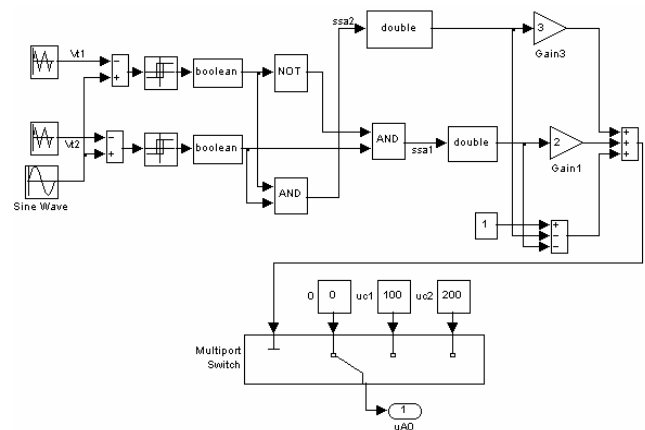 ssa2
double
3
Gain3
Vt1
−
+
boolean
NOT
Vt2
−
+
boolean
AND
ssa1
double
2
Gain1
+
+
+
Sine Wave
AND
1
+
−
−
0
0
uc1
100
uc2
200
Multiport
Switch
1
uA0